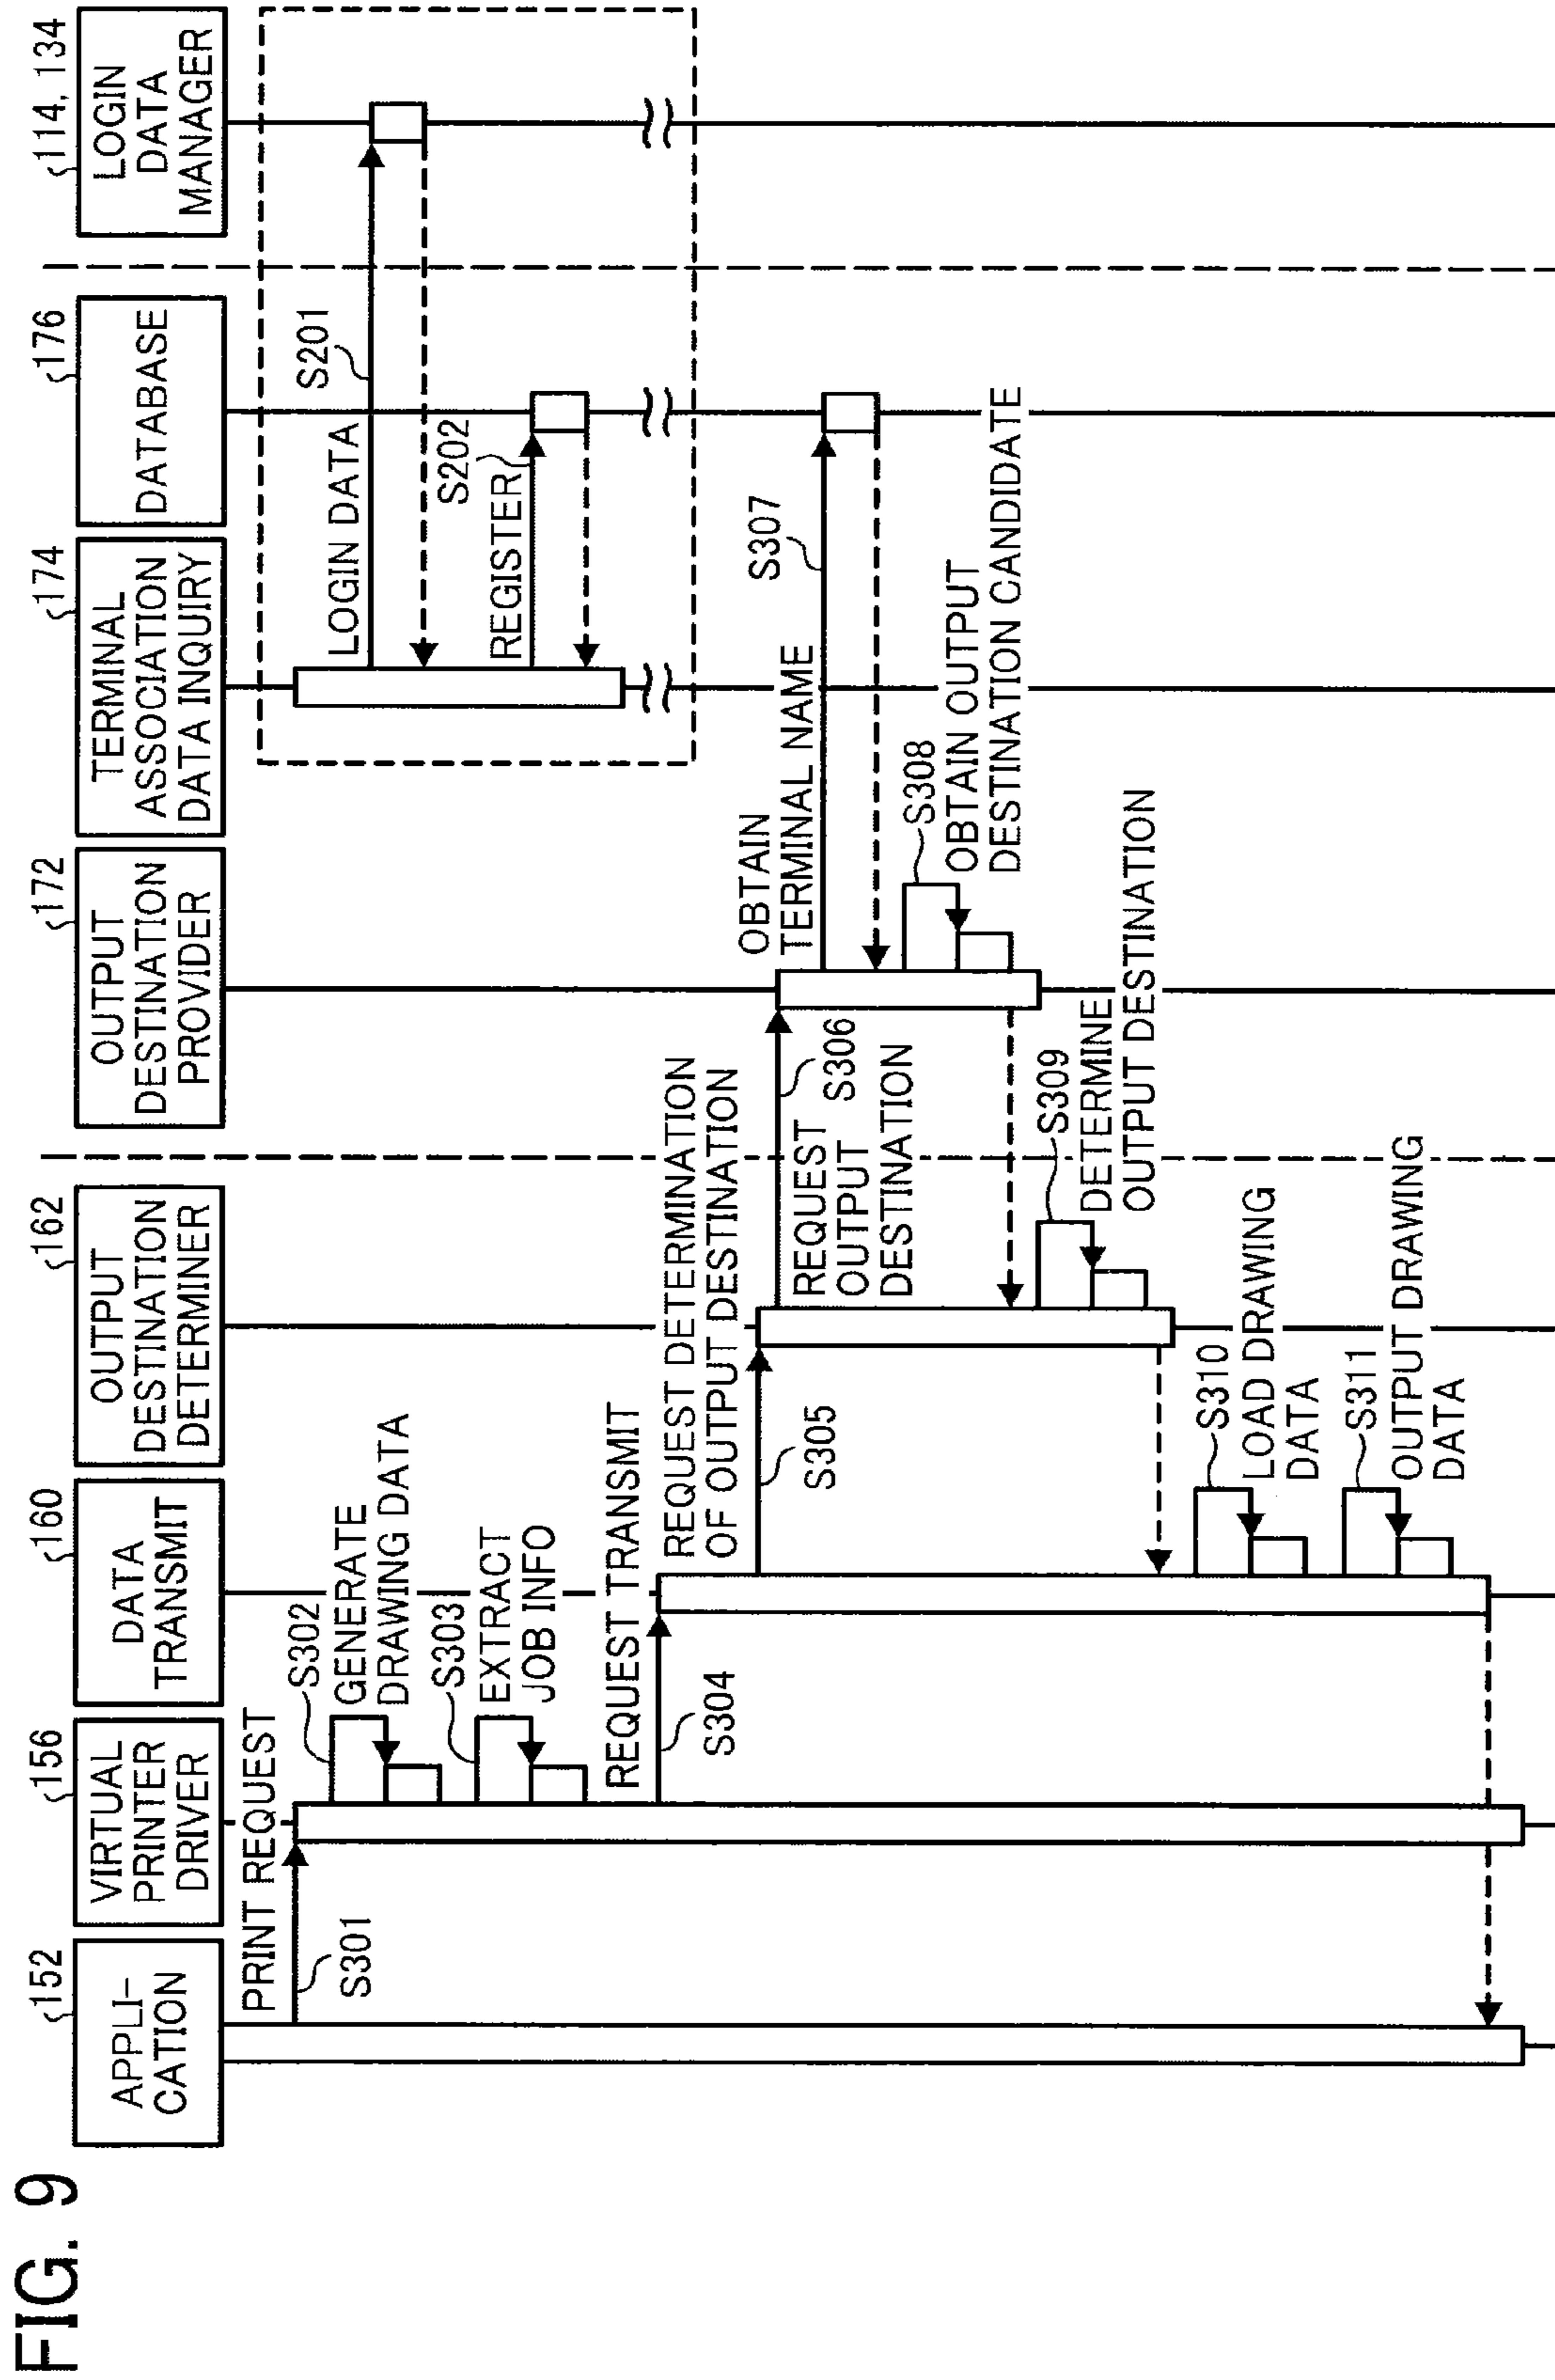 FIG. 9
152
APPLI-
CATION
156
VIRTUAL
PRINTER
DRIVER
160
DATA
TRANSMIT
162
OUTPUT
DESTINATION
DETERMINER
172
OUTPUT
DESTINATION
PROVIDER
174
TERMINAL
ASSOCIATION
DATA INQUIRY
176
DATABASE
114, 134
LOGIN
DATA
MANAGER
PRINT REQUEST
S301
S302
GENERATE
DRAWING DATA
S303
EXTRACT
JOB INFO
REQUEST TRANSMIT
S304
REQUEST DETERMINATION
OF OUTPUT DESTINATION
S305
REQUEST
OUTPUT
DESTINATION
S306
LOGIN DATA
S201
REGISTER
S202
OBTAIN
TERMINAL NAME
S307
S308
OBTAIN OUTPUT
DESTINATION CANDIDATE
S309
DETERMINE
OUTPUT DESTINATION
S310
LOAD DRAWING
DATA
S311
OUTPUT DRAWING
DATA